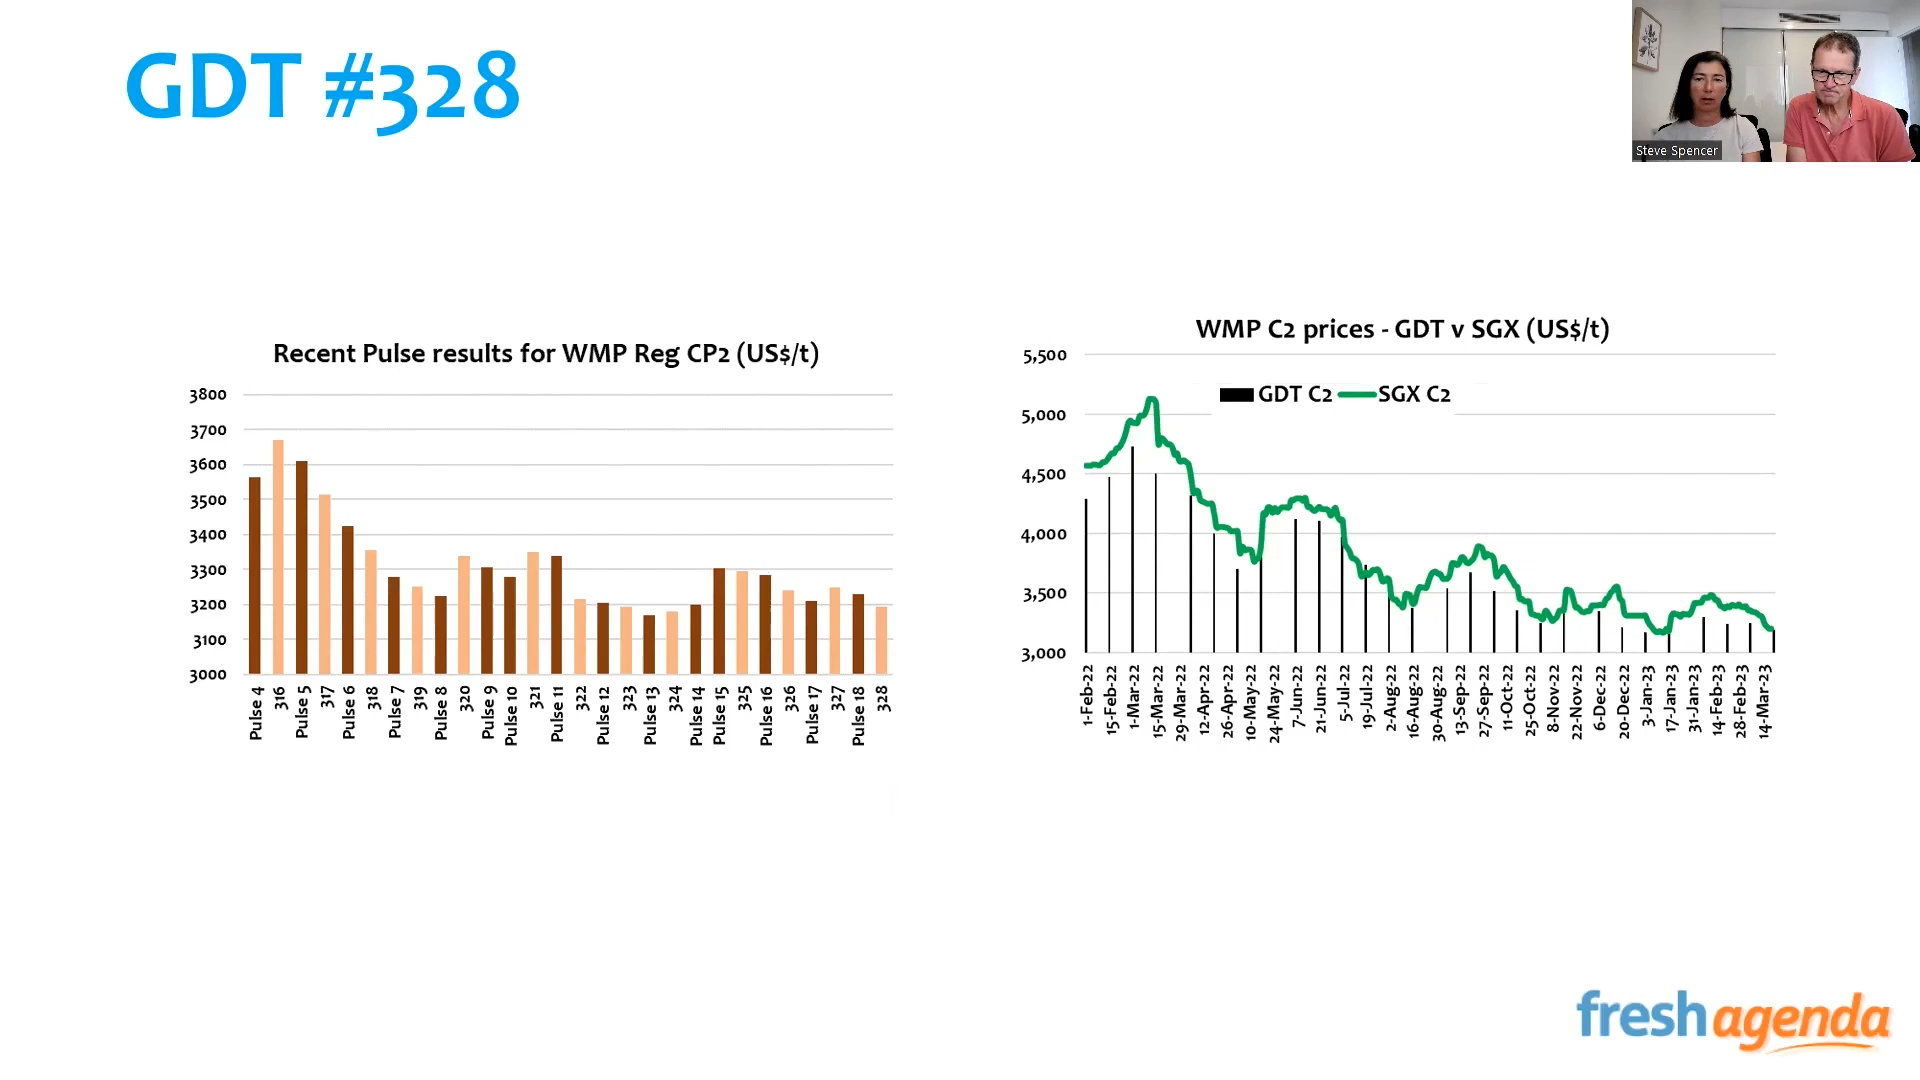 GDT #328
Steve Spencer
Recent Pulse results for WMP Reg CP2 (US$/t)
3800
3700
3600
3500
3400
3300
3200
3100
3000
Pulse 4
316
Pulse 5
317
Pulse 6
318
Pulse 7
319
Pulse 8
320
Pulse 9
Pulse 10
321
Pulse 11
322
Pulse 12
323
Pulse 13
324
Pulse 14
Pulse 15
325
Pulse 16
326
Pulse 17
327
Pulse 18
328
WMP C2 prices - GDT v SGX (US$/t)
GDT C2
SGX C2
5,500
5,000
4,500
4,000
3,500
3,000
1-Feb-22
15-Feb-22
1-Mar-22
15-Mar-22
29-Mar-22
12-Apr-22
26-Apr-22
10-May-22
24-May-22
7-Jun-22
21-Jun-22
5-Jul-22
19-Jul-22
2-Aug-22
16-Aug-22
30-Aug-22
13-Sep-22
27-Sep-22
11-Oct-22
25-Oct-22
8-Nov-22
22-Nov-22
6-Dec-22
20-Dec-22
3-Jan-23
17-Jan-23
31-Jan-23
14-Feb-23
28-Feb-23
14-Mar-23
fresh agenda